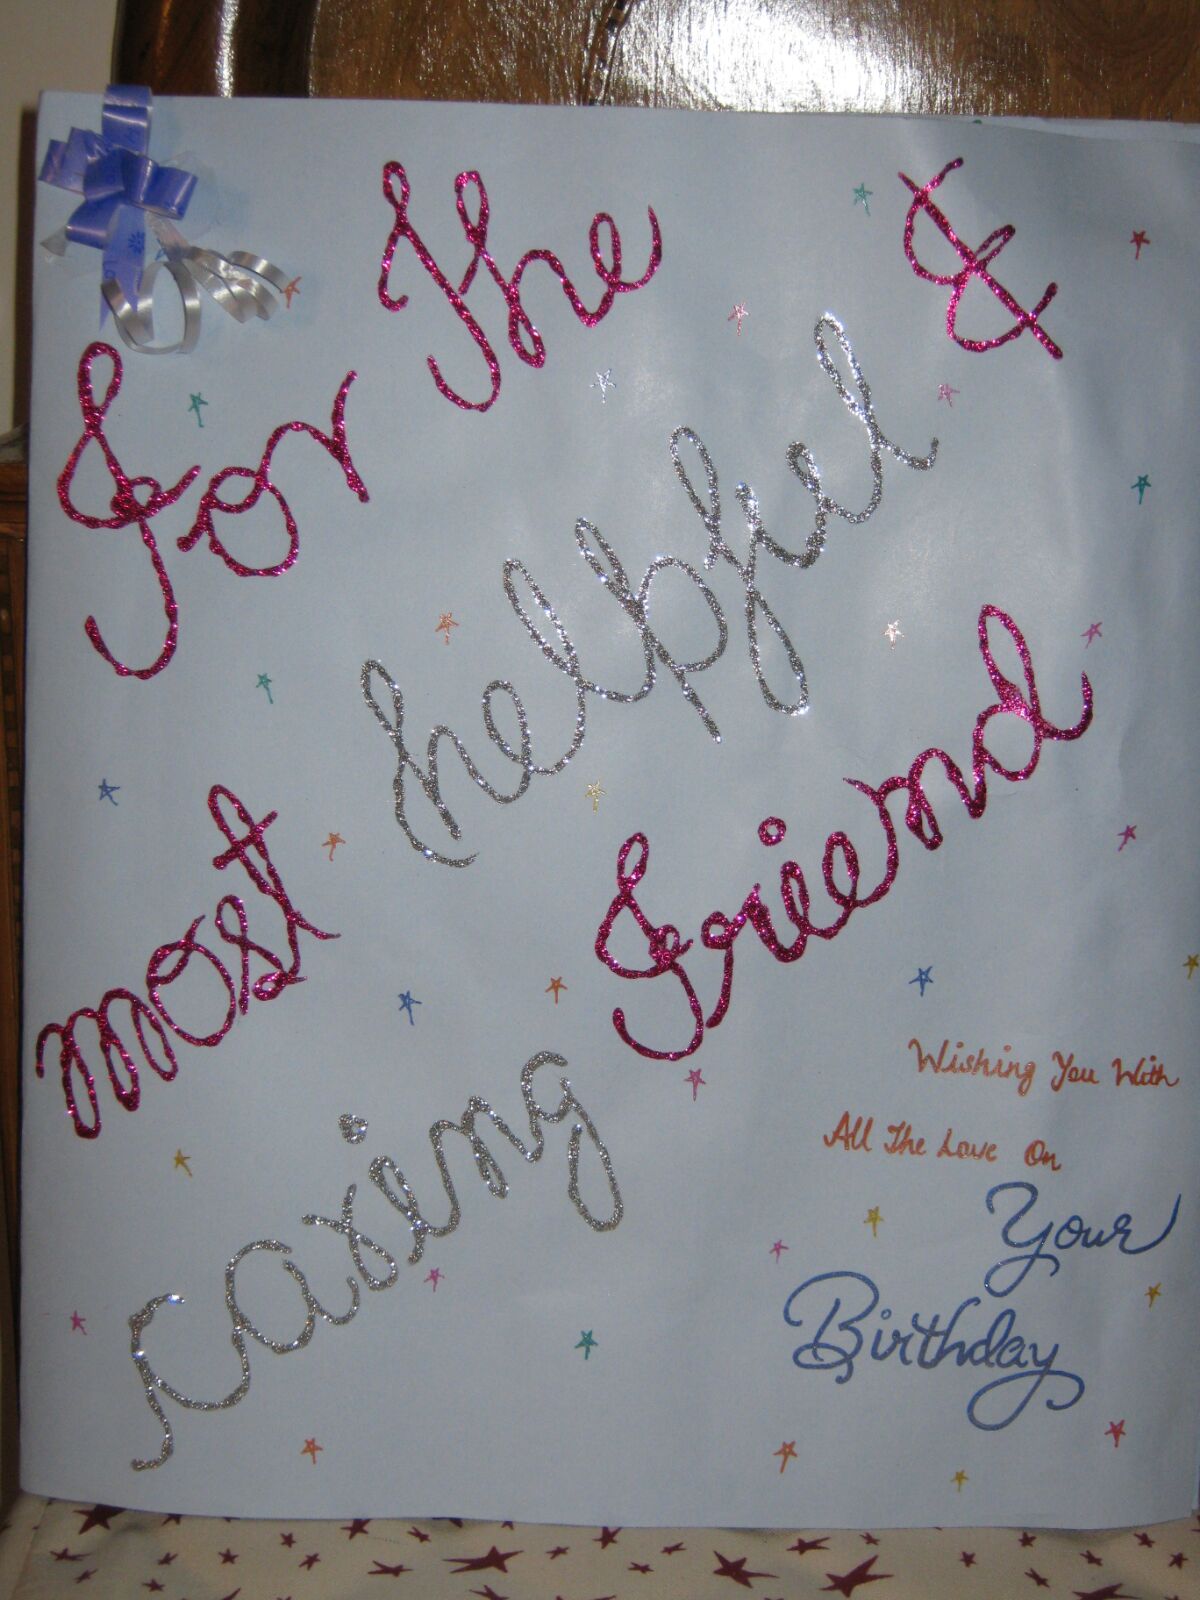 For The
helpful &
most
caring Friend
Wishing You With
All The Love On
Your
Birthday